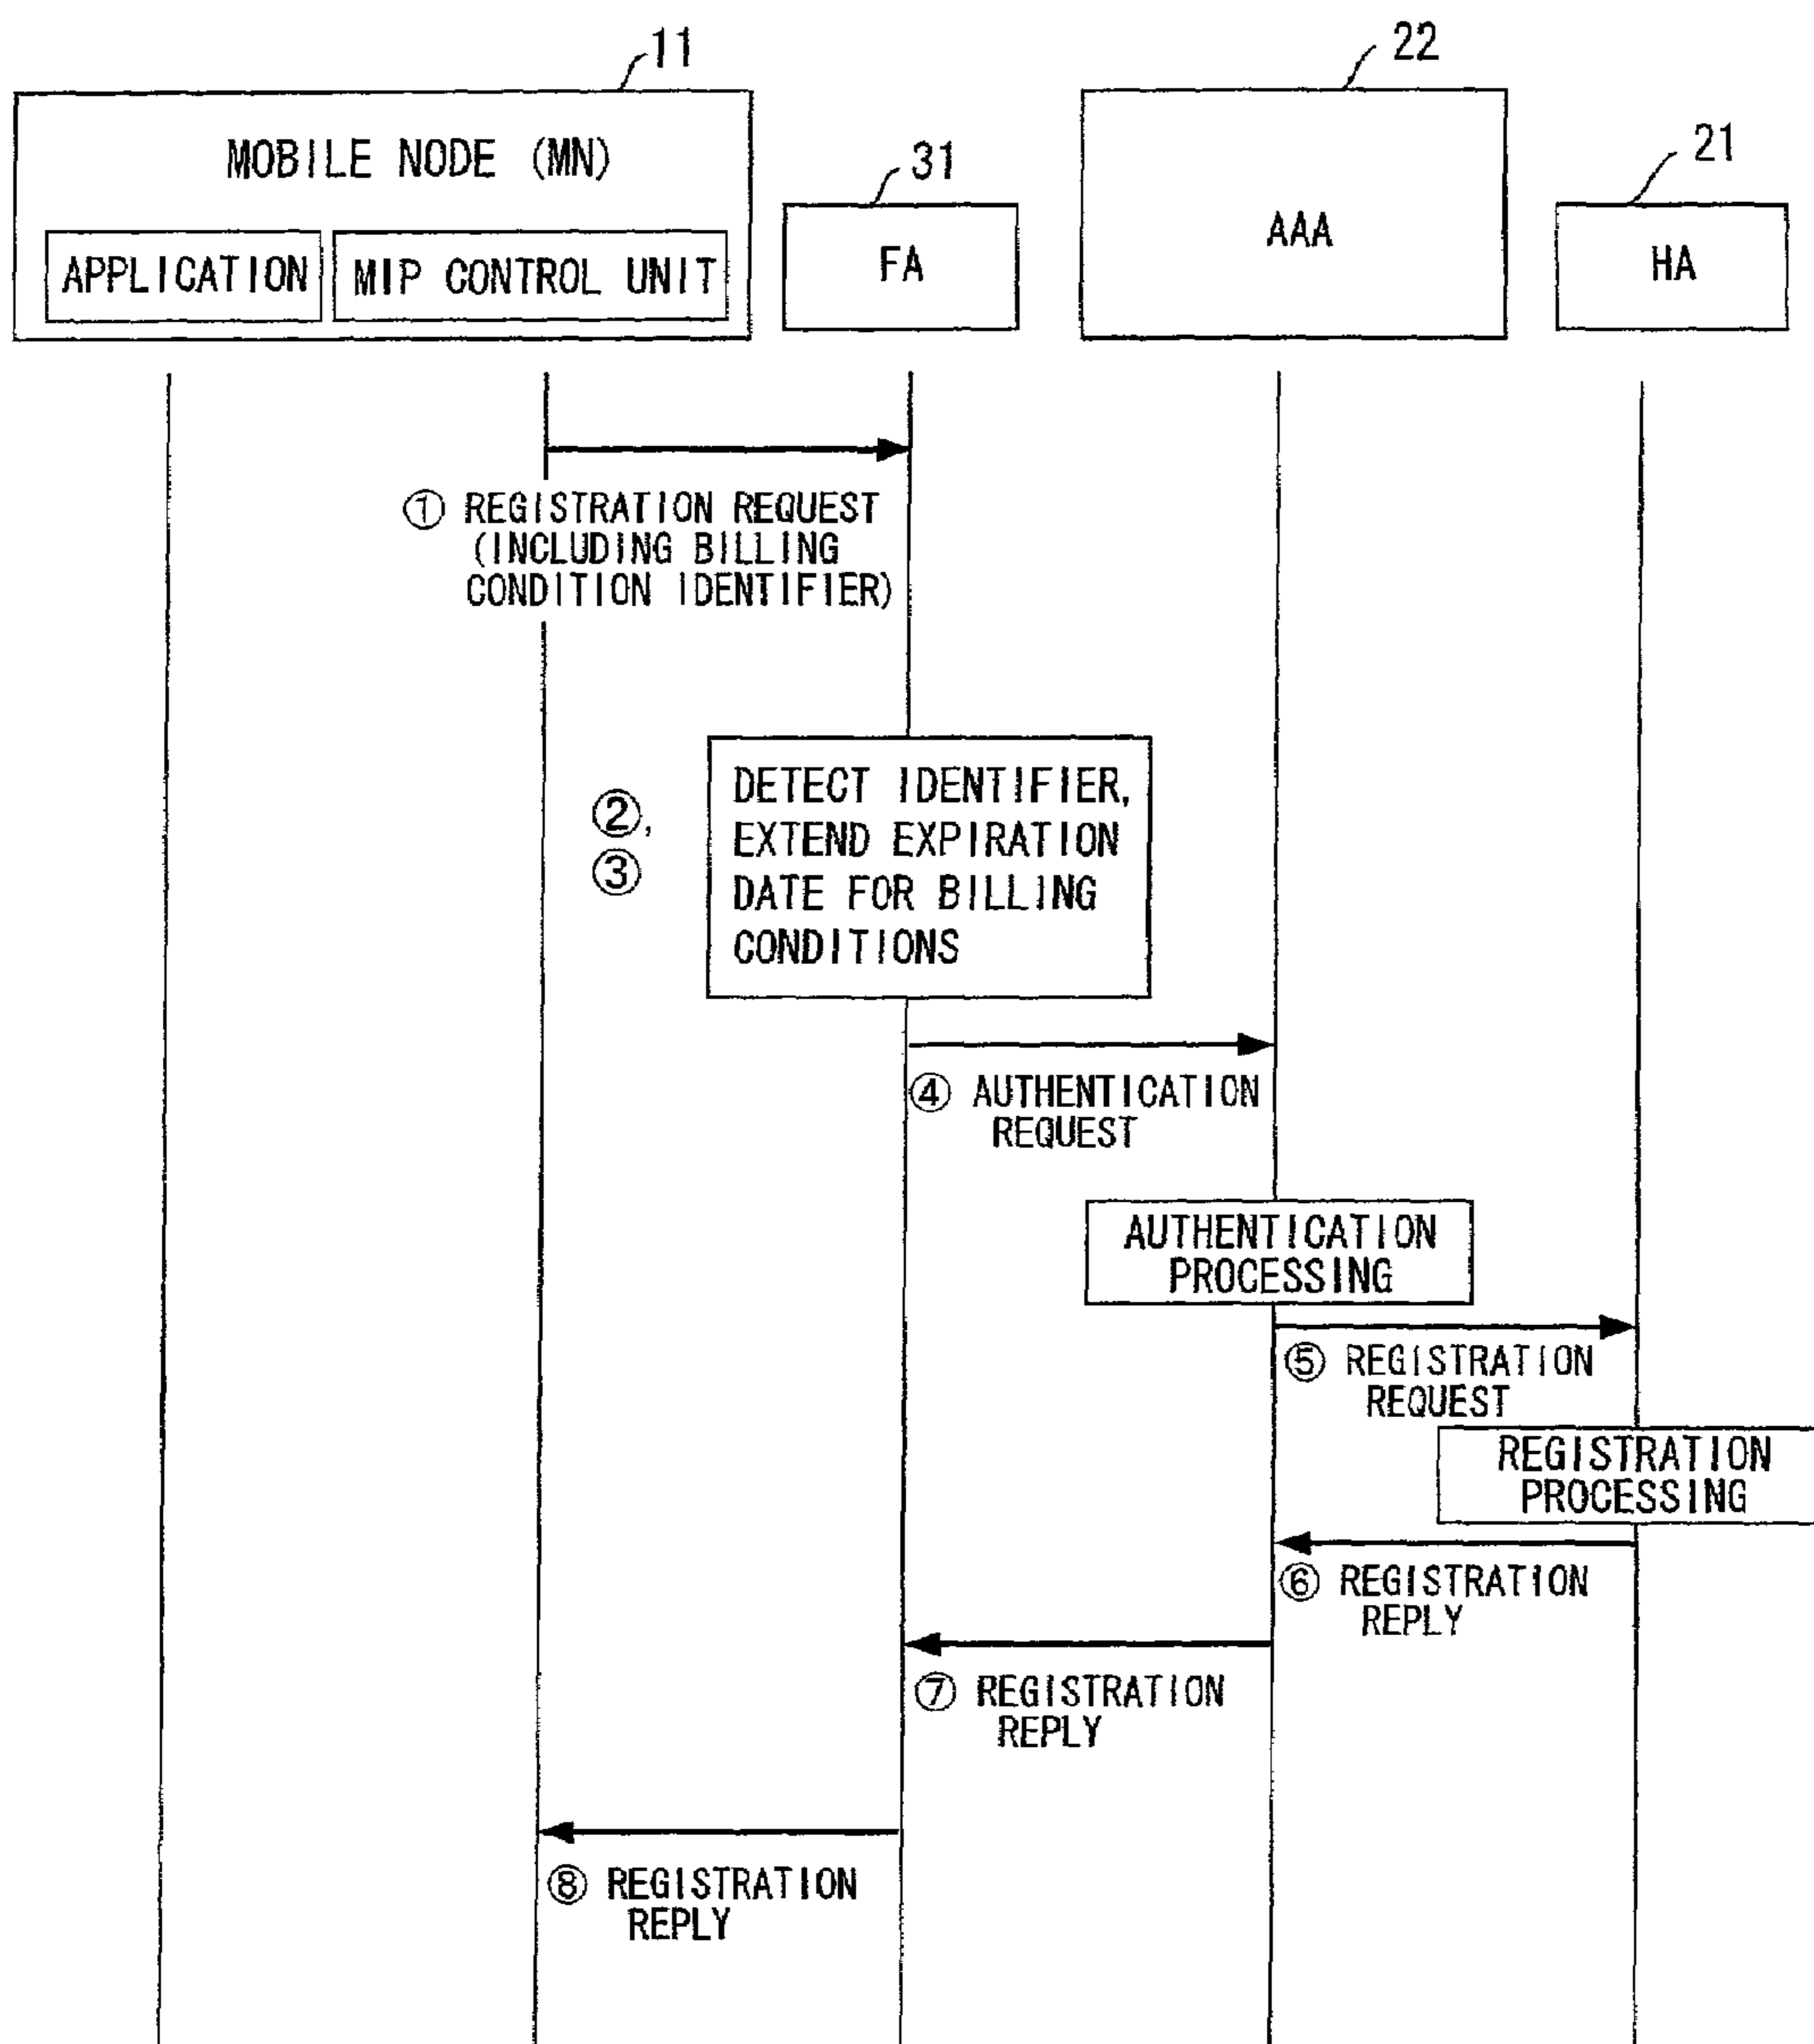 11
22
31
21
MOBILE NODE (MN)
APPLICATION
MIP CONTROL UNIT
FA
AAA
HA
① REGISTRATION REQUEST
(INCLUDING BILLING
CONDITION IDENTIFIER)
②,
③
DETECT IDENTIFIER,
EXTEND EXPIRATION
DATE FOR BILLING
CONDITIONS
④ AUTHENTICATION
REQUEST
AUTHENTICATION
PROCESSING
⑤ REGISTRATION
REQUEST
REGISTRATION
PROCESSING
⑥ REGISTRATION
REPLY
⑦ REGISTRATION
REPLY
⑧ REGISTRATION
REPLY